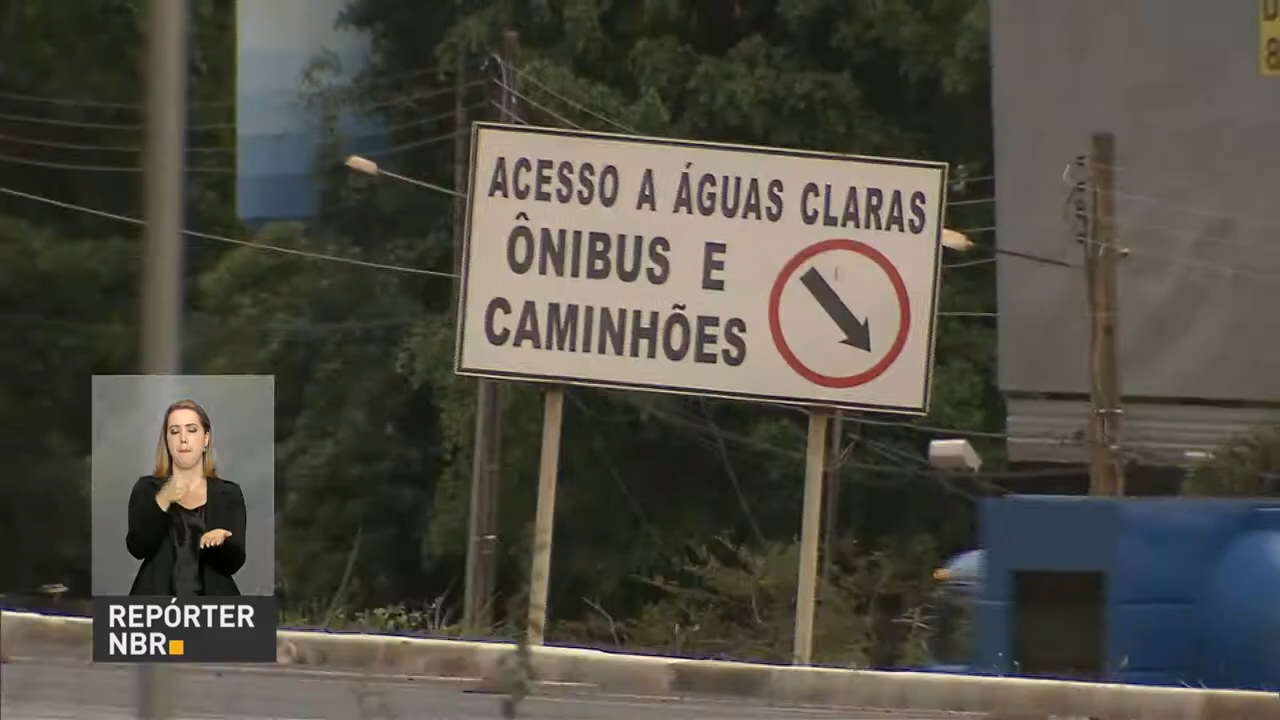 ACESSO A ÁGUAS CLARAS
ÔNIBUS E
CAMINHÕES
REPÓRTER
NBR